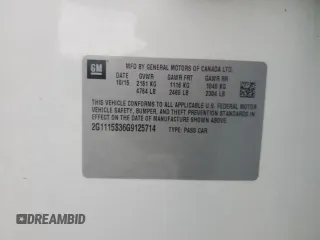 GM
MFD BY GENERAL MOTORS OF CANADA LTD.
DATE GVWR GAWR FRT GAWR RR
10/15 2161 KG 1116 KG 1046 KG
4764 LB 2460 LB 2304 LB
THIS VEHICLE CONFORMS TO ALL APPLICABLE U.S. FEDERAL
MOTOR VEHICLE SAFETY, BUMPER, AND THEFT PREVENTION
STANDARDS IN EFFECT ON THE DATE OF MANUFACTURE SHOWN ABOVE.
2G1115S36G9125714 TYPE: PASS CAR
DREAMBID